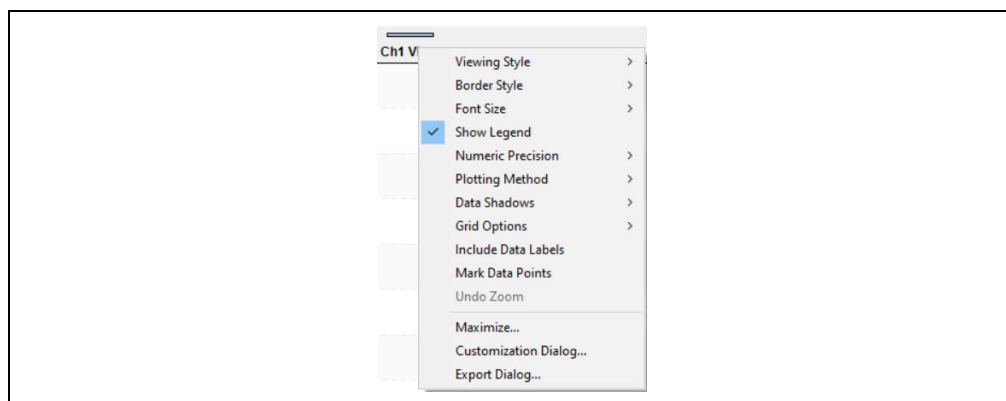 Ch1 V
Viewing Style
Border Style
Font Size
Show Legend
Numeric Precision
Plotting Method
Data Shadows
Grid Options
Include Data Labels
Mark Data Points
Undo Zoom
Maximize...
Customization Dialog...
Export Dialog...